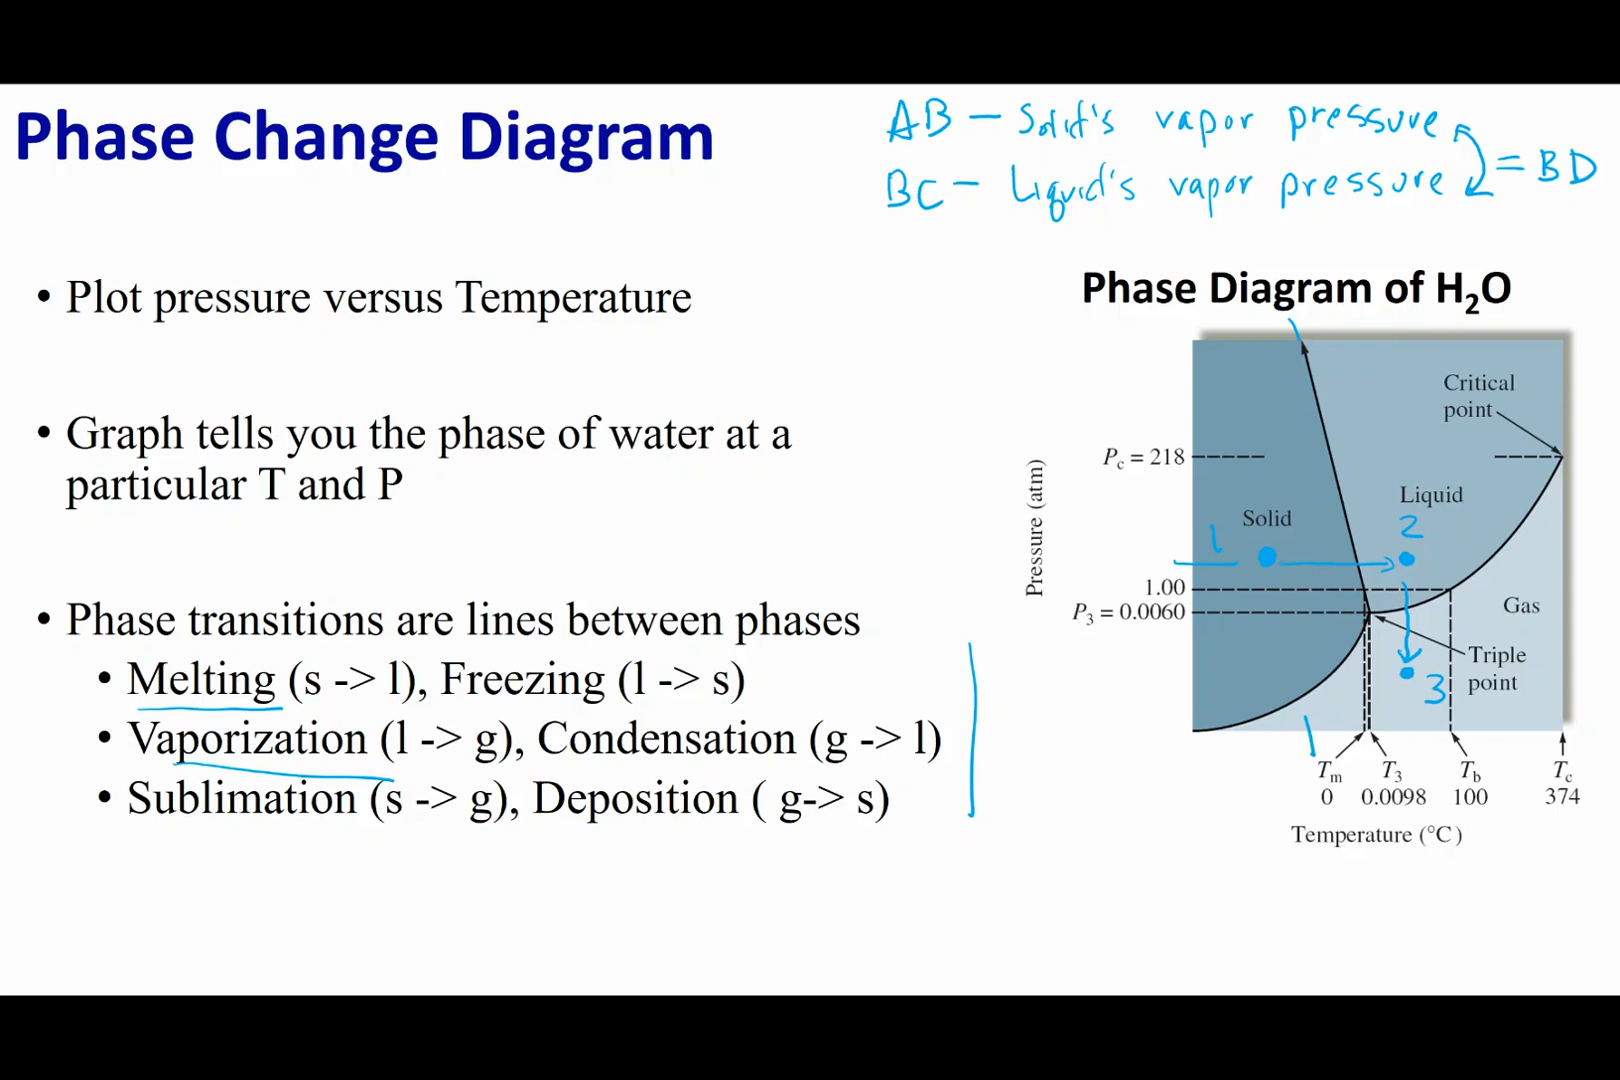 Phase Change Diagram
AB – Solid's vapor pressure
BC – Liquid's vapor pressure
= BD
• Plot pressure versus Temperature
• Graph tells you the phase of water at a
particular T and P
• Phase transitions are lines between phases
• Melting (s -> l), Freezing (l -> s)
• Vaporization (l -> g), Condensation (g -> l)
• Sublimation (s -> g), Deposition ( g-> s)
Phase Diagram of H₂O
Critical
point
Pc = 218
Liquid
Solid
1
2
1.00
P₃ = 0.0060
Gas
Triple
point
3
Pressure (atm)
Tm T₃ Tb Tc
0 0.0098 100 374
Temperature (°C)